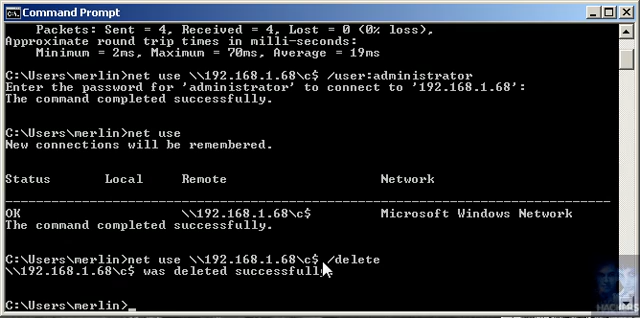 Command Prompt
Packets: Sent = 4, Received = 4, Lost = 0 (0% loss),
Approximate round trip times in milli-seconds:
Minimum = 2ms, Maximum = 70ms, Average = 19ms
C:\Users\merlin>net use \\192.168.1.68\c$ /user:administrator
Enter the password for 'administrator' to connect to '192.168.1.68':
The command completed successfully.
C:\Users\merlin>net use
New connections will be remembered.
Status Local Remote Network
-------------------------------------------------------------------------------
OK \\192.168.1.68\c$ Microsoft Windows Network
The command completed successfully.
C:\Users\merlin>net use \\192.168.1.68\c$ /delete
\\192.168.1.68\c$ was deleted successfully.
C:\Users\merlin>_